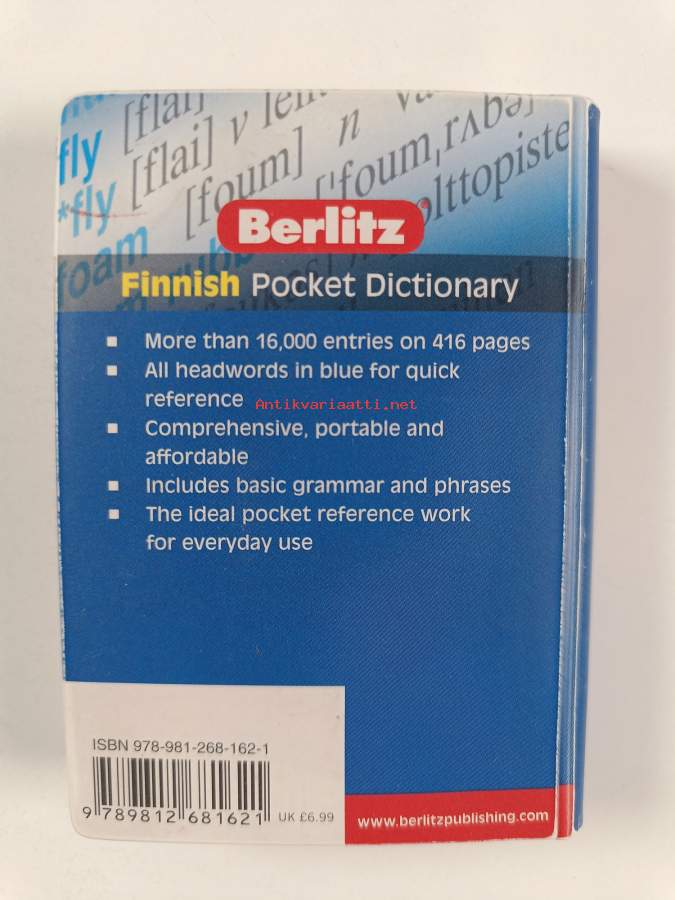 [flai]
fly [flai] v
*fly [foum] n
foam ['foum,rʌbə]
olttopiste
Berlitz
Finnish Pocket Dictionary
▪ More than 16,000 entries on 416 pages
▪ All headwords in blue for quick
reference
Antikvariaatti.net
▪ Comprehensive, portable and
affordable
▪ Includes basic grammar and phrases
▪ The ideal pocket reference work
for everyday use
ISBN 978-981-268-162-1
9 789812 681621
UK £6.99
www.berlitzpublishing.com